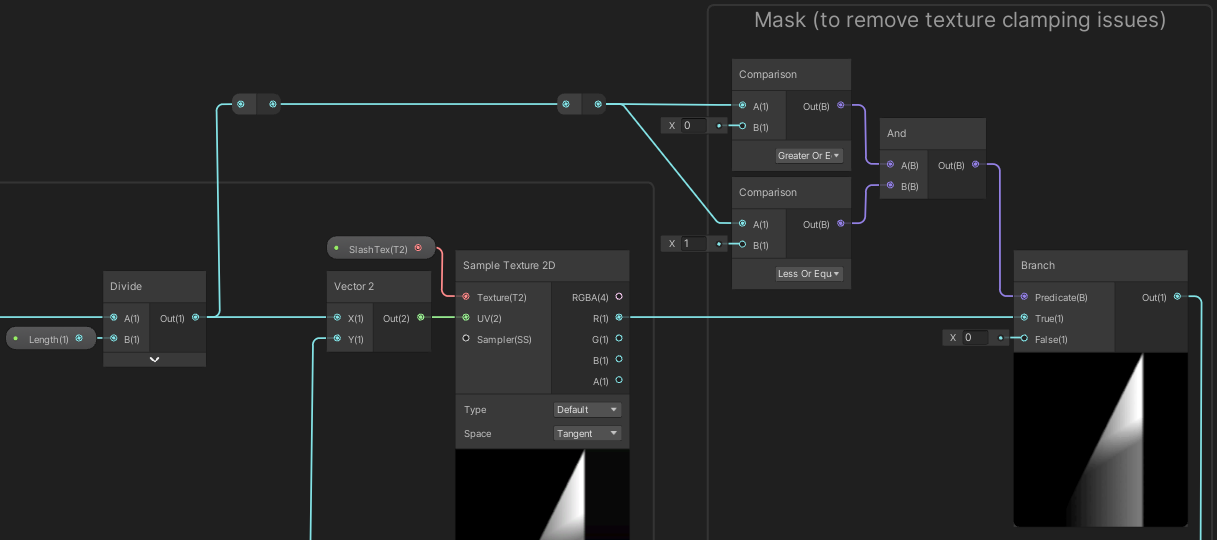 Mask (to remove texture clamping issues)
Comparison
A(1) Out(B)
X 0 B(1)
Greater Or E
And
A(B) Out(B)
B(B)
Comparison
A(1) Out(B)
X 1 B(1)
Less Or Equ
SlashTex(T2)
Sample Texture 2D
Texture(T2) RGBA(4)
UV(2) R(1)
Sampler(SS) G(1)
B(1)
A(1)
Type Default
Space Tangent
Divide
A(1) Out(1)
Length(1) B(1)
Vector 2
X(1) Out(2)
Y(1)
Branch
Predicate(B) Out(1)
True(1)
X 0 False(1)